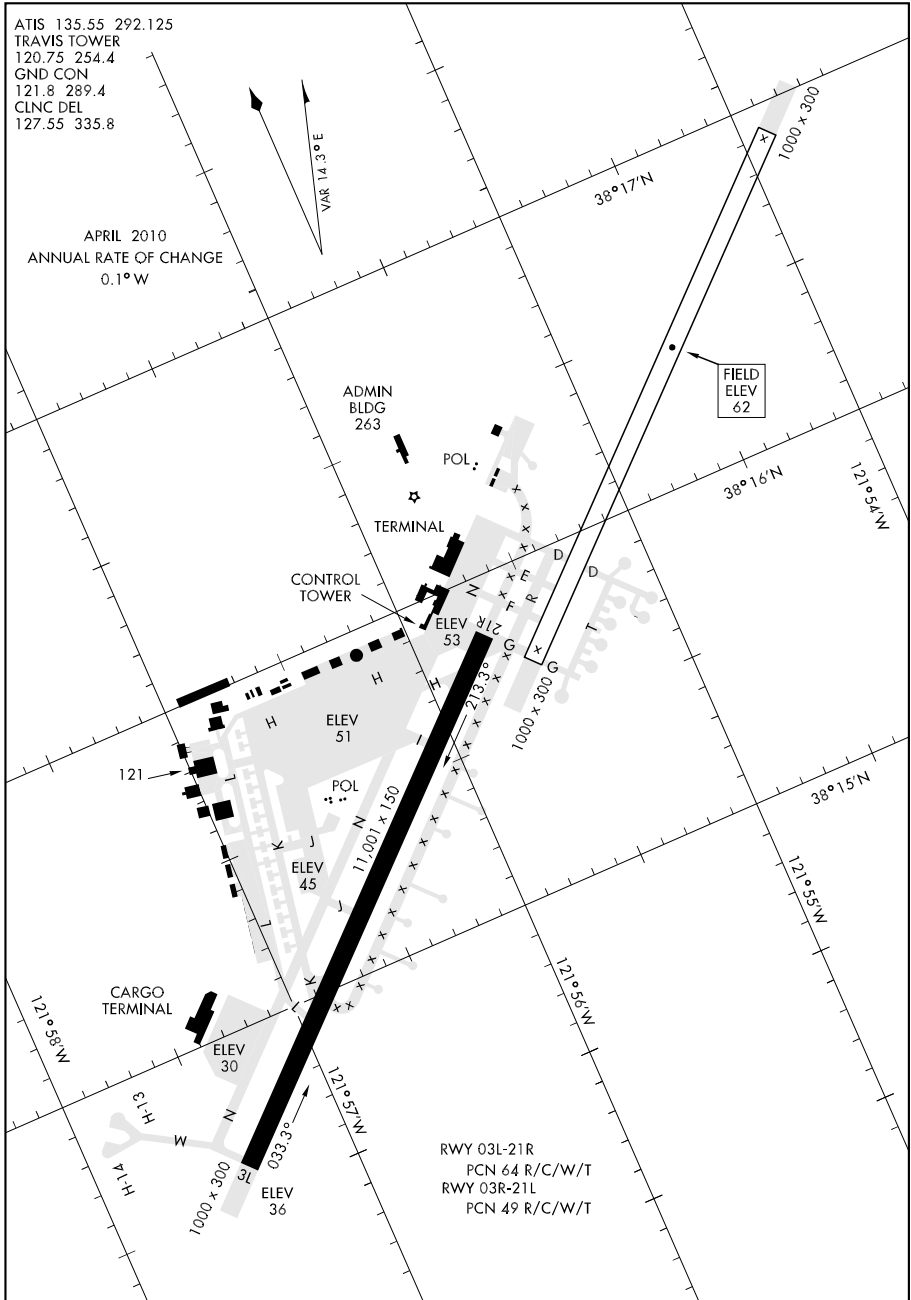 ATIS 135.55 292.125
TRAVIS TOWER
120.75 254.4
GND CON
121.8 289.4
CLNC DEL
127.55 335.8
VAR 14.3° E
APRIL 2010
ANNUAL RATE OF CHANGE
0.1° W
1000 x 300
38°17'N
FIELD
ELEV
62
ADMIN
BLDG
263
POL
38°16'N
121°54'W
TERMINAL
D
D
E
R
F
N
T
CONTROL
TOWER
ELEV
53
21R
G
G
213.3°
1000 x 300
H
H
H
ELEV
51
I
121
L
POL
11,001 x 150
38°15'N
N
J
K
ELEV
45
J
L
121°55'W
K
L
121°56'W
121°58'W
CARGO
TERMINAL
ELEV
30
121°57'W
N
H-13
M
H-14
033.3°
3L
1000 x 300
ELEV
36
RWY 03L-21R
PCN 64 R/C/W/T
RWY 03R-21L
PCN 49 R/C/W/T